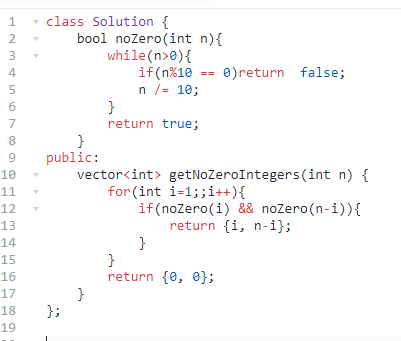 1 class Solution {
2     bool noZero(int n){
3         while(n>0){
4             if(n%10 == 0)return  false;
5             n /= 10;
6         }
7         return true;
8     }
9 public:
10     vector<int> getNoZeroIntegers(int n) {
11         for(int i=1;;i++){
12             if(noZero(i) && noZero(n-i)){
13                 return {i, n-i};
14             }
15         }
16         return {0, 0};
17     }
18 };
19